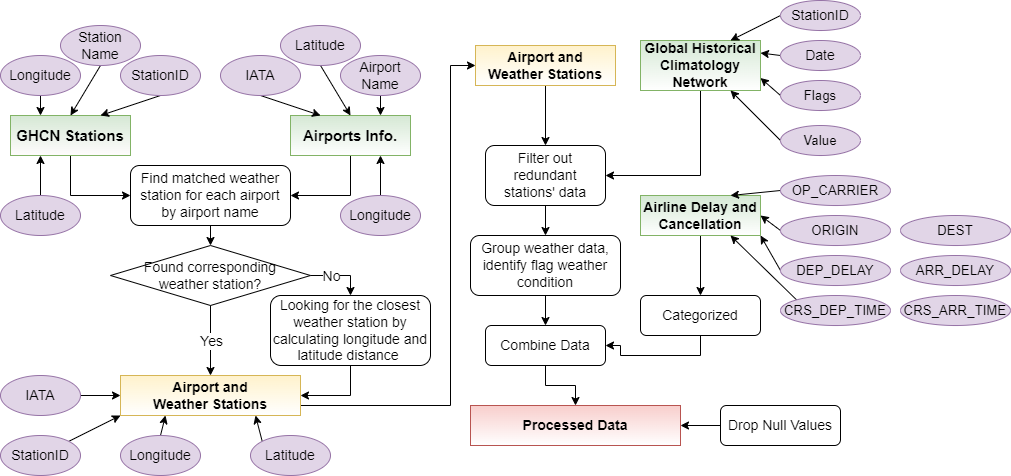 Station
Name
Longitude
StationID
GHCN Stations
Latitude
Latitude
IATA
Airport
Name
Airports Info.
Longitude
Find matched weather
station for each airport
by airport name
Found corresponding
weather station?
No
Looking for the closest
weather station by
calculating longitude and
latitude distance
Yes
Airport and
Weather Stations
IATA
StationID
Longitude
Latitude
Airport and
Weather Stations
Global Historical
Climatology
Network
StationID
Date
Flags
Value
Filter out
redundant
stations' data
Airline Delay and
Cancellation
OP_CARRIER
ORIGIN
DEST
DEP_DELAY
ARR_DELAY
CRS_DEP_TIME
CRS_ARR_TIME
Group weather data,
identify flag weather
condition
Categorized
Combine Data
Processed Data
Drop Null Values